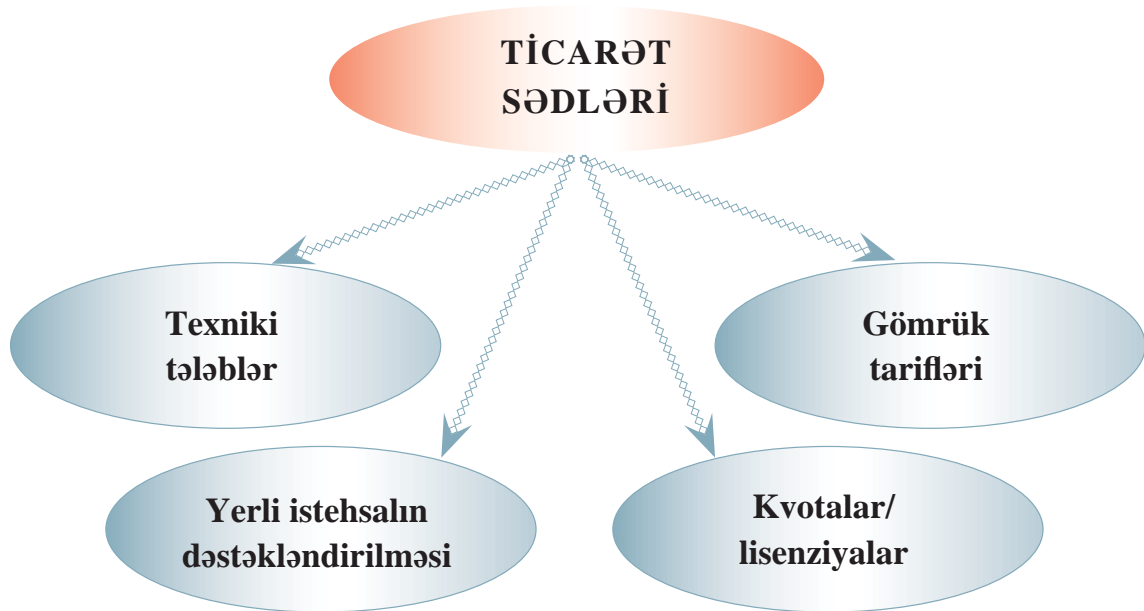 TİCARƏT
SƏDLƏRİ
Texniki
tələblər
Gömrük
tarifləri
Yerli istehsalın
dəstəkləndirilməsi
Kvotalar/
lisenziyalar